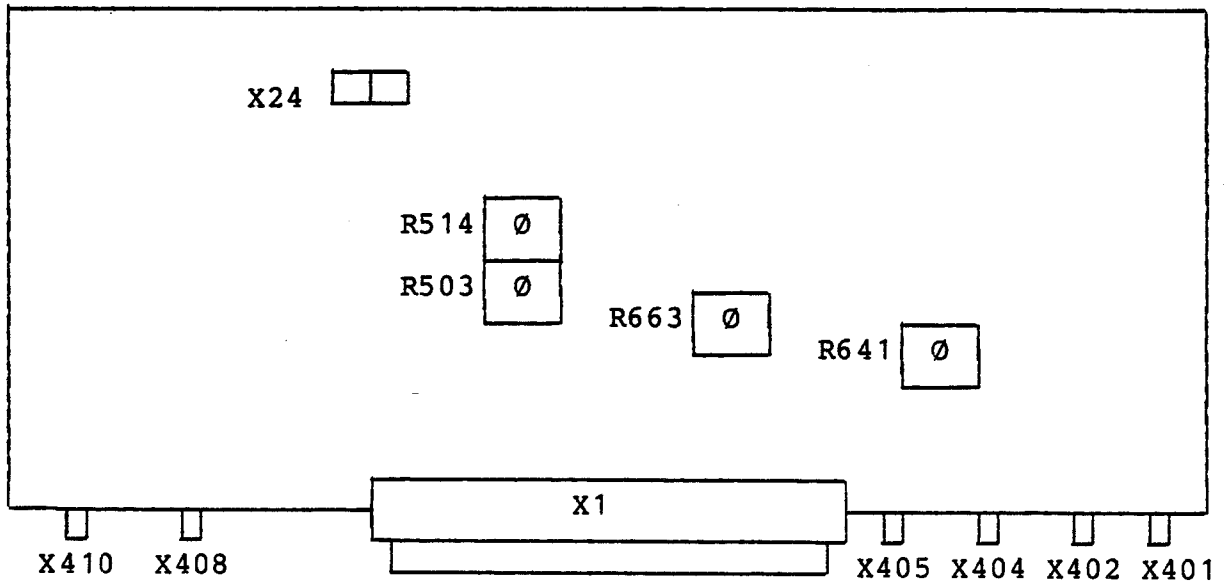 X24
R514 Ø
R503 Ø
R663 Ø
R641 Ø
X1
X410 X408 X405 X404 X402 X401